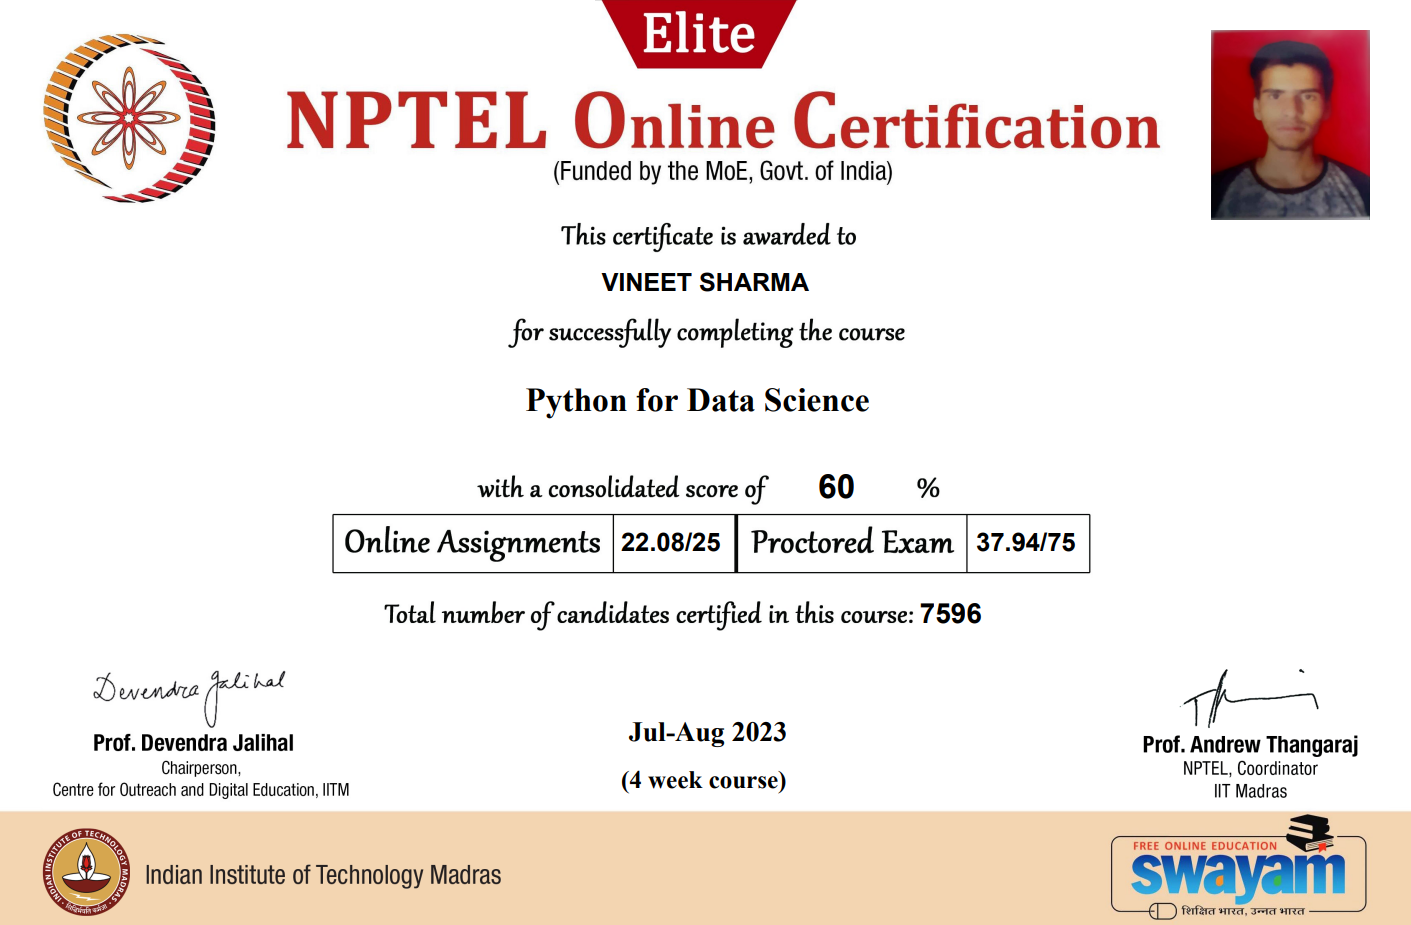 Elite
NPTEL Online Certification
(Funded by the MoE, Govt. of India)
This certificate is awarded to
VINEET SHARMA
for successfully completing the course
Python for Data Science
with a consolidated score of 60 %
Online Assignments 22.08/25 Proctored Exam 37.94/75
Total number of candidates certified in this course: 7596
Devendra Jalihal
Prof. Devendra Jalihal
Chairperson,
Centre for Outreach and Digital Education, IITM
Jul-Aug 2023
(4 week course)
Prof. Andrew Thangaraj
NPTEL, Coordinator
IIT Madras
INDIAN INSTITUTE OF TECHNOLOGY MADRAS
सिद्धिर्भवति कर्मजा
Indian Institute of Technology Madras
FREE ONLINE EDUCATION
swayam
शिक्षित भारत, उन्नत भारत